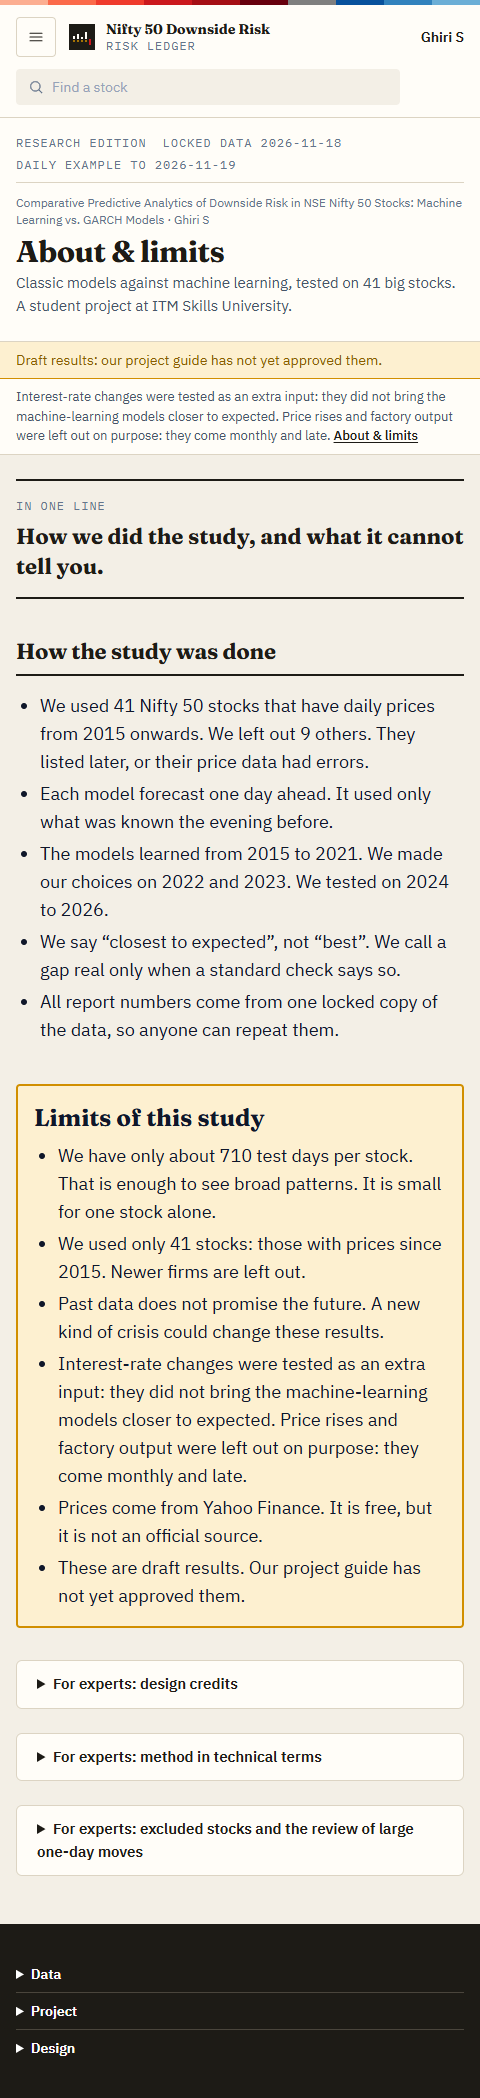 Nifty 50 Downside Risk
RISK LEDGER
Ghiri S
Find a stock
RESEARCH EDITION LOCKED DATA 2026-11-18
DAILY EXAMPLE TO 2026-11-19
Comparative Predictive Analytics of Downside Risk in NSE Nifty 50 Stocks: Machine
Learning vs. GARCH Models · Ghiri S
About & limits
Classic models against machine learning, tested on 41 big stocks.
A student project at ITM Skills University.
Draft results: our project guide has not yet approved them.
Interest-rate changes were tested as an extra input: they did not bring the
machine-learning models closer to expected. Price rises and factory output
were left out on purpose: they come monthly and late. About & limits
IN ONE LINE
How we did the study, and what it cannot
tell you.
How the study was done
• We used 41 Nifty 50 stocks that have daily prices
from 2015 onwards. We left out 9 others. They
listed later, or their price data had errors.
• Each model forecast one day ahead. It used only
what was known the evening before.
• The models learned from 2015 to 2021. We made
our choices on 2022 and 2023. We tested on 2024
to 2026.
• We say “closest to expected”, not “best”. We call a
gap real only when a standard check says so.
• All report numbers come from one locked copy of
the data, so anyone can repeat them.
Limits of this study
• We have only about 710 test days per stock.
That is enough to see broad patterns. It is small
for one stock alone.
• We used only 41 stocks: those with prices since
2015. Newer firms are left out.
• Past data does not promise the future. A new
kind of crisis could change these results.
• Interest-rate changes were tested as an extra
input: they did not bring the machine-learning
models closer to expected. Price rises and
factory output were left out on purpose: they
come monthly and late.
• Prices come from Yahoo Finance. It is free, but
it is not an official source.
• These are draft results. Our project guide has
not yet approved them.
▶ For experts: design credits
▶ For experts: method in technical terms
▶ For experts: excluded stocks and the review of large
one-day moves
▶ Data
▶ Project
▶ Design